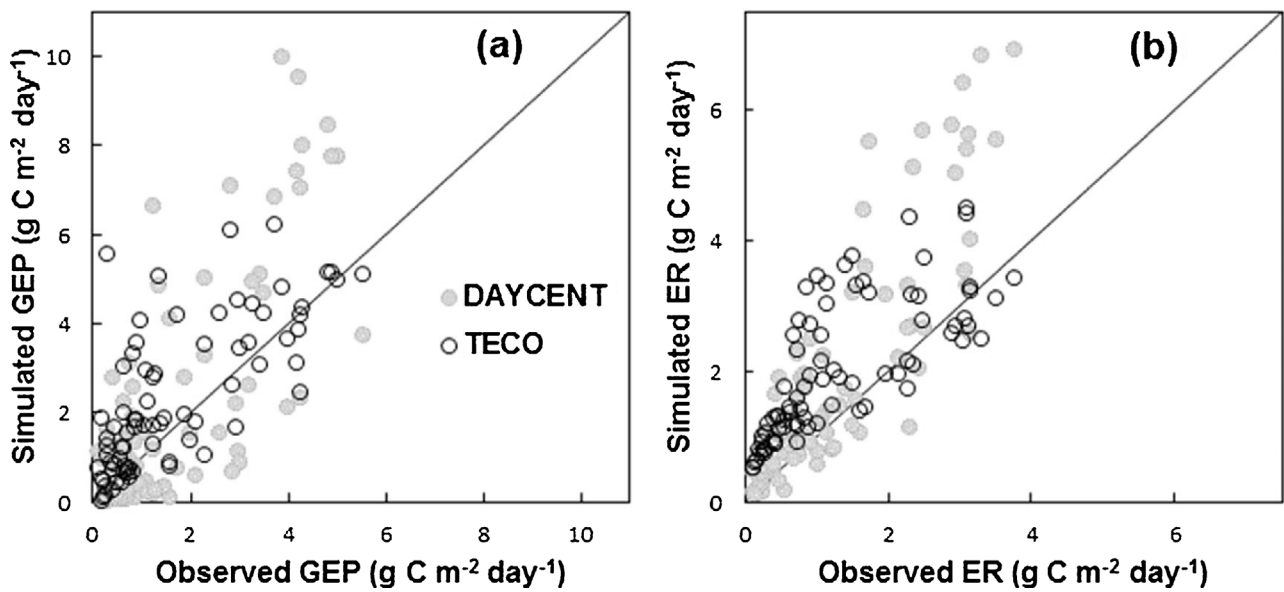 (a)
Simulated GEP (g C m⁻² day⁻¹)
10
8
6
4
2
0
DAYCENT
TECO
0 2 4 6 8 10
Observed GEP (g C m⁻² day⁻¹)
(b)
Simulated ER (g C m⁻² day⁻¹)
6
4
2
0
0 2 4 6
Observed ER (g C m⁻² day⁻¹)